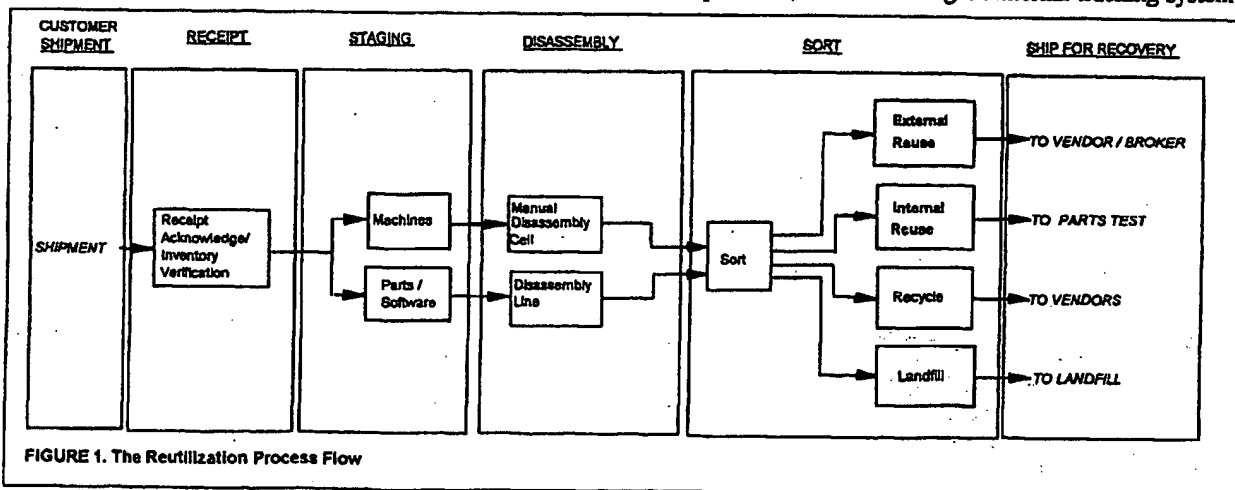 tracking system
CUSTOMER
SHIPMENT
RECEIPT
STAGING
DISASSEMBLY
SORT
SHIP FOR RECOVERY
SHIPMENT
Receipt
Acknowledge/
Inventory
Verification
Machines
Parts /
Software
Manual
Disassembly
Cell
Disassembly
Line
Sort
External
Reuse
Internal
Reuse
Recycle
Landfill
TO VENDOR / BROKER
TO PARTS TEST
TO VENDORS
TO LANDFILL
FIGURE 1. The Reutilization Process Flow